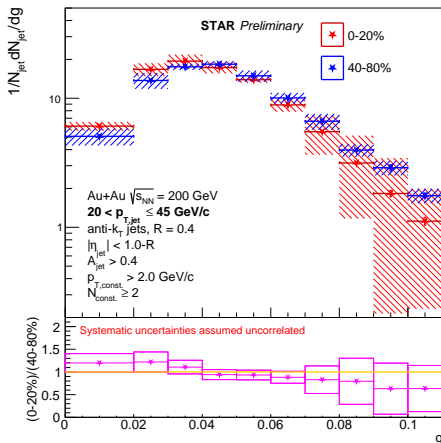 STAR Preliminary
0-20%
40-80%
1/N_jet dN_jet/dg
10
1
Au+Au √s_NN = 200 GeV
20 < p_T,jet ≤ 45 GeV/c
anti-k_T jets, R = 0.4
|η_jet| < 1.0-R
A_jet > 0.4
p_T,const. > 2.0 GeV/c
N_const. ≥ 2
(0-20%)/(40-80%)
Systematic uncertainties assumed uncorrelated
2
1.5
1
0.5
0
0 0.02 0.04 0.06 0.08 0.1 g